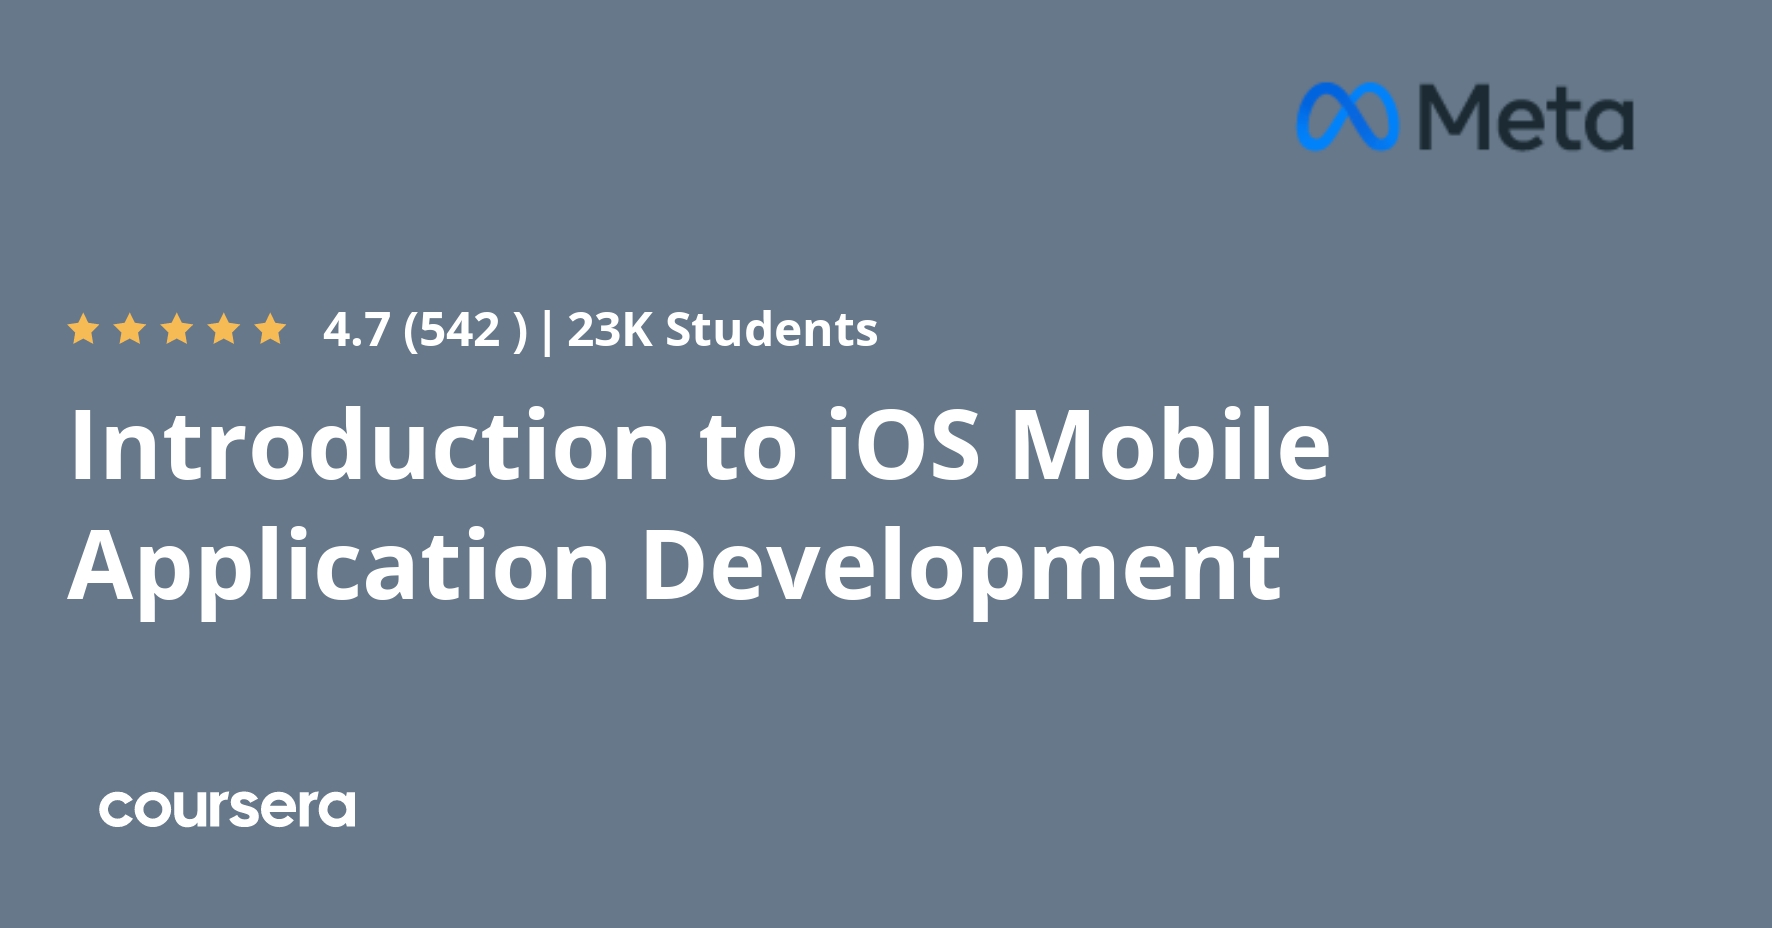 Meta
4.7 (542 ) | 23K Students
Introduction to iOS Mobile
Application Development
coursera